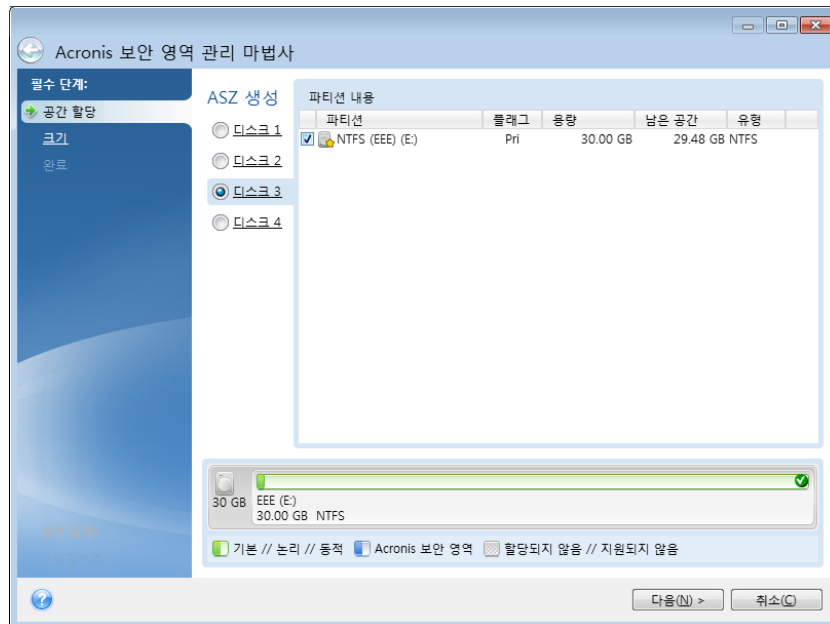 Acronis 보안 영역 관리 마법사
필수 단계:
공간 할당
크기
완료
ASZ 생성
디스크 1
디스크 2
디스크 3
디스크 4
파티션 내용
파티션 플래그 용량 남은 공간 유형
NTFS (EEE) (E:) Pri 30.00 GB 29.48 GB NTFS
30 GB
EEE (E:)
30.00 GB NTFS
기본 // 논리 // 동적 Acronis 보안 영역 할당되지 않음 // 지원되지 않음
다음(N) > 취소(C)